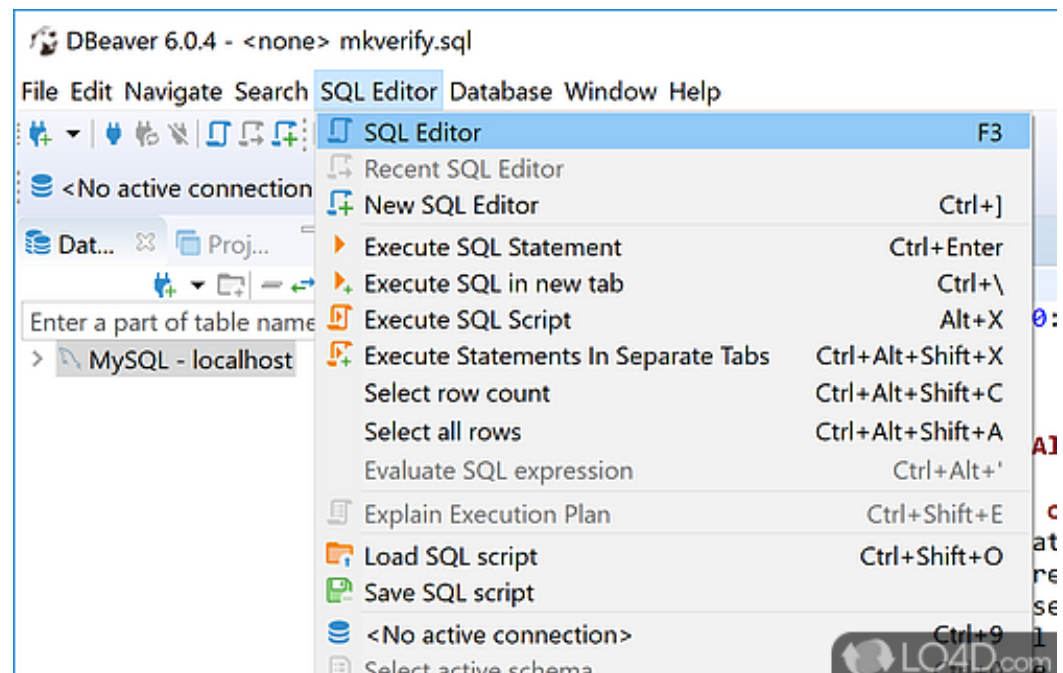 DBeaver 6.0.4 - <none> mkverify.sql
File Edit Navigate Search SQL Editor Database Window Help
SQL Editor F3
Recent SQL Editor
<No active connection
New SQL Editor Ctrl+]
Dat... Proj...
Execute SQL Statement Ctrl+Enter
Execute SQL in new tab Ctrl+\
Enter a part of table name
Execute SQL Script Alt+X
0:
MySQL - localhost
Execute Statements In Separate Tabs Ctrl+Alt+Shift+X
Select row count Ctrl+Alt+Shift+C
Select all rows Ctrl+Alt+Shift+A
Evaluate SQL expression Ctrl+Alt+'
Explain Execution Plan Ctrl+Shift+E
Load SQL script Ctrl+Shift+O
Save SQL script
<No active connection> Ctrl+9
Select active schema
LO4D.com